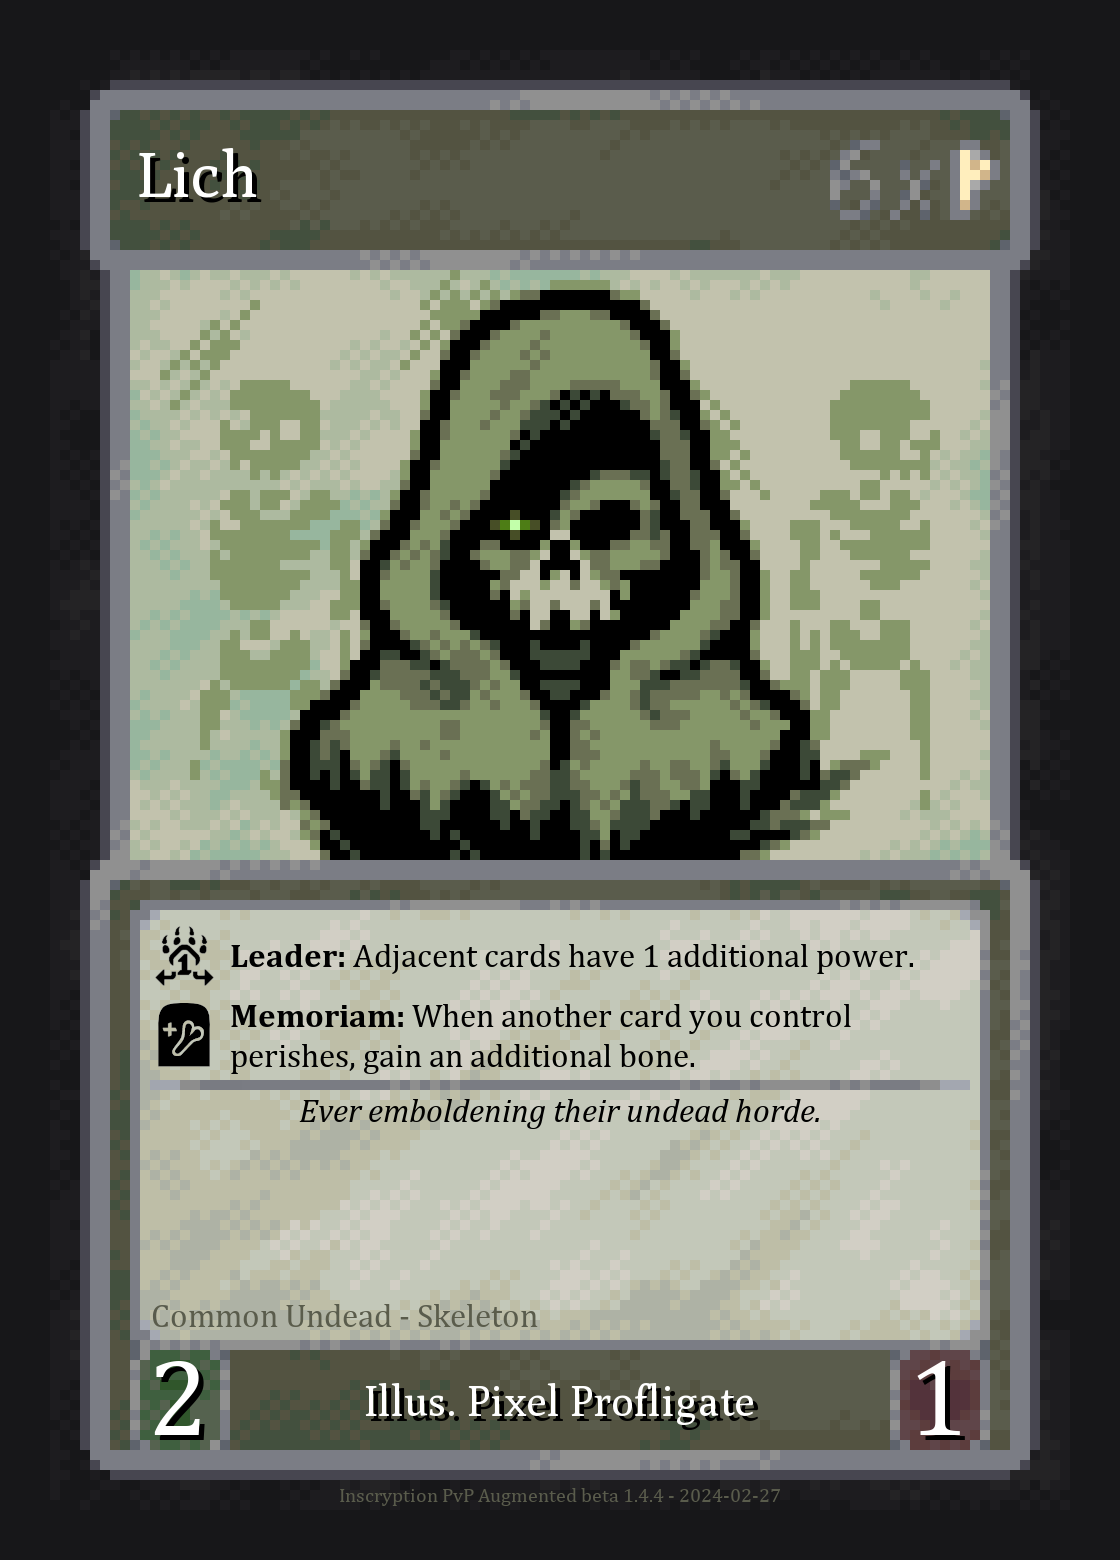 Lich
6x
Leader: Adjacent cards have 1 additional power.
Memoriam: When another card you control
perishes, gain an additional bone.
Ever emboldening their undead horde.
Common Undead - Skeleton
2
Illus. Pixel Profligate
1
Inscryption PvP Augmented beta 1.4.4 - 2024-02-27